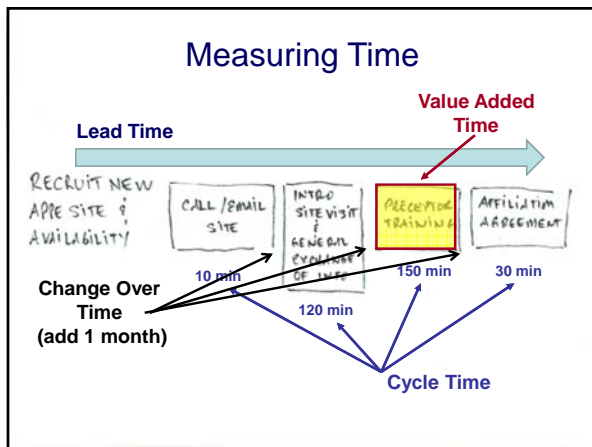 Measuring Time
Value Added
Time
Lead Time
RECRUIT NEW
APPE SITE &
AVAILABILITY
CALL/EMAIL
SITE
INTRO
SITE VISIT
&
GENERAL
EXCHANGE
OF INFO
PRECEPTOR
TRAINING
AFFILIATION
AGREEMENT
10 min
120 min
150 min
30 min
Change Over
Time
(add 1 month)
Cycle Time